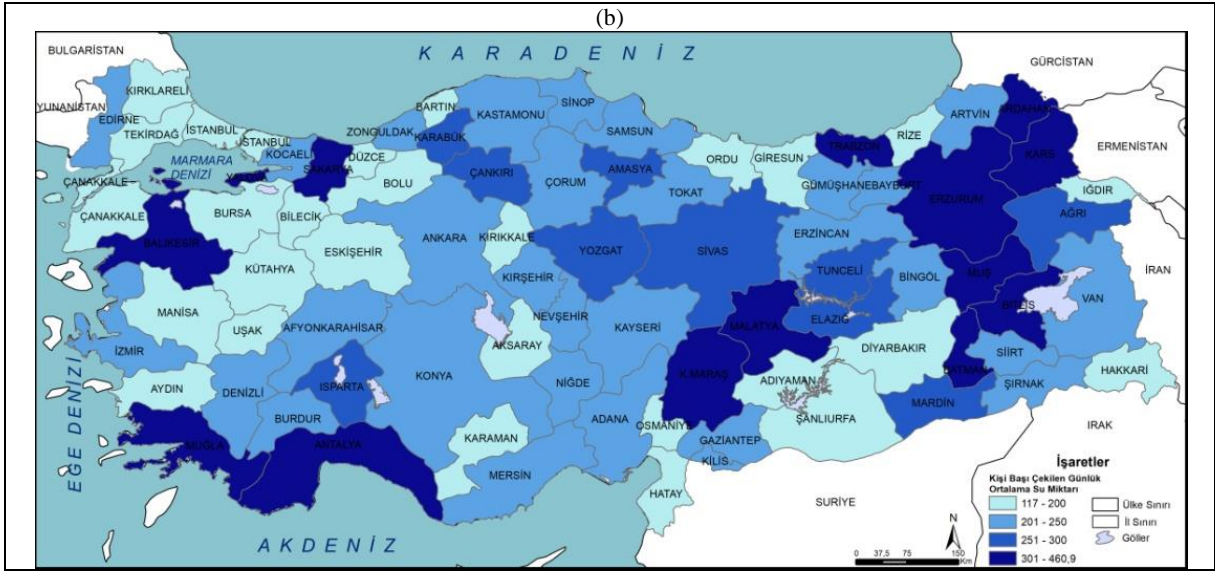 (b)
BULGARİSTAN
KARADENİZ
GÜRCİSTAN
YUNANİSTAN
KIRKLARELİ
EDİRNE
TEKİRDAĞ
İSTANBUL
İSTANBUL
KOCAELİ
MARMARA
DENİZİ
YALOVA
SAKARYA
DÜZCE
ZONGULDAK
BARTIN
KARABÜK
KASTAMONU
SİNOP
SAMSUN
ORDU
GİRESUN
TRABZON
RİZE
ARTVİN
ARDAHAN
KARS
ERMENİSTAN
IĞDIR
ÇANAKKALE
ÇANAKKALE
BALIKESİR
BURSA
BİLECİK
BOLU
ÇANKIRI
ÇORUM
AMASYA
TOKAT
GÜMÜŞHANE
BAYBURT
ERZURUM
AĞRI
ESKİŞEHİR
ANKARA
KIRIKKALE
YOZGAT
SİVAS
ERZİNCAN
KÜTAHYA
KIRŞEHİR
TUNCELİ
BİNGÖL
MUŞ
İRAN
MANİSA
UŞAK
AFYONKARAHİSAR
NEVŞEHİR
KAYSERİ
MALATYA
ELAZIĞ
BİTLİS
VAN
EGE DENİZİ
İZMİR
AKSARAY
DİYARBAKIR
SİİRT
AYDIN
DENİZLİ
ISPARTA
KONYA
NİĞDE
K.MARAŞ
ADIYAMAN
BATMAN
ŞIRNAK
HAKKARİ
BURDUR
MARDİN
MUĞLA
ANTALYA
KARAMAN
ADANA
OSMANİYE
GAZİANTEP
ŞANLIURFA
KİLİS
MERSİN
HATAY
IRAK
SURİYE
AKDENİZ
İşaretler
Kişi Başı Çekilen Günlük
Ortalama Su Miktarı
117 - 200
201 - 250
251 - 300
301 - 460,9
Ülke Sınırı
İl Sınırı
Göller
N
0 37,5 75 150
Km